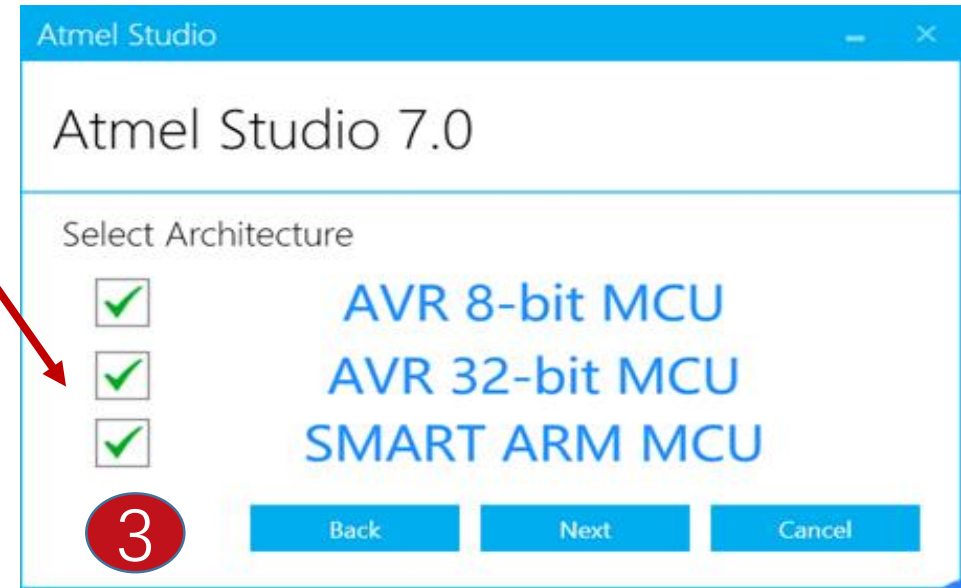 Atmel Studio
Atmel Studio 7.0
Select Architecture
AVR 8-bit MCU
AVR 32-bit MCU
SMART ARM MCU
3
Back Next Cancel